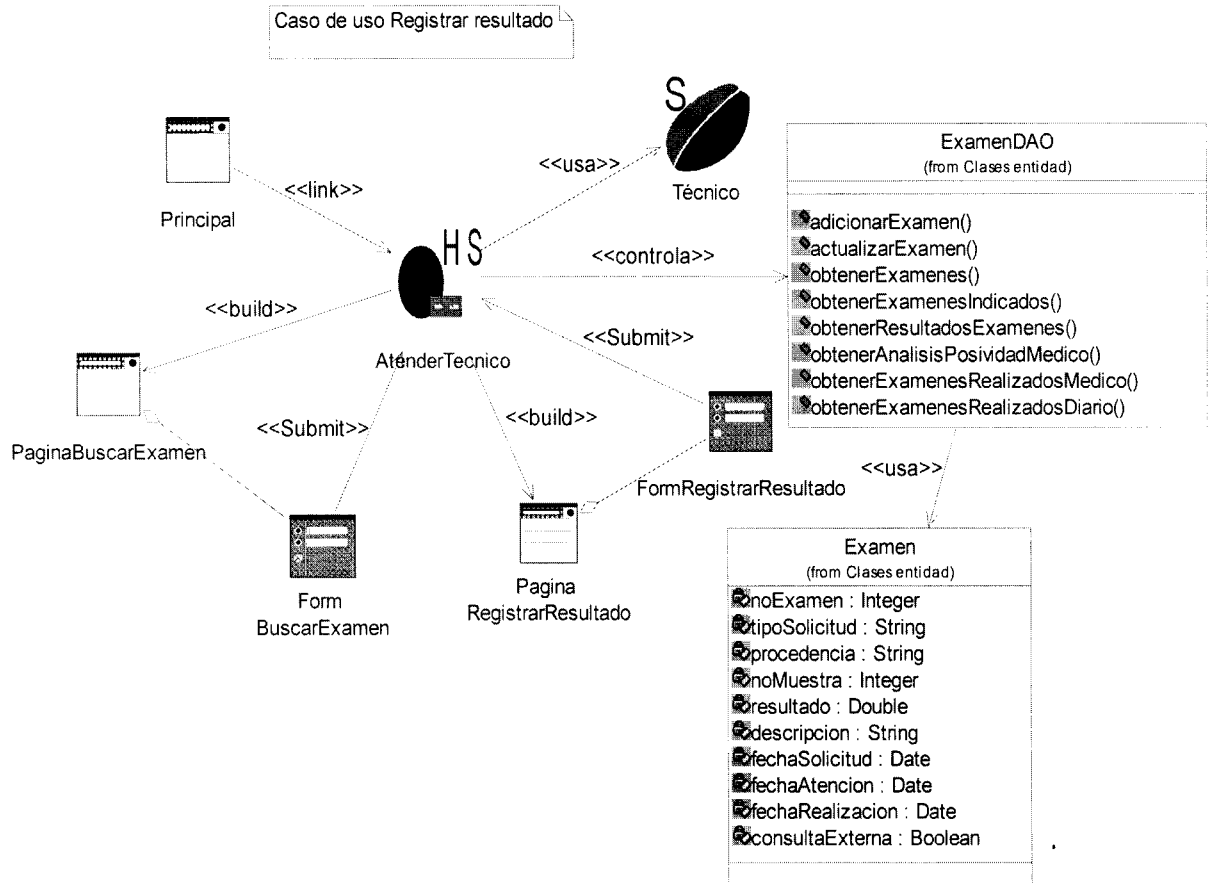 Caso de uso Registrar resultado
S
Técnico
<<usa>>
Principal
<<link>>
HS
AtenderTecnico
<<controla>>
ExamenDAO
(from Clases entidad)
adicionarExamen()
actualizarExamen()
obtenerExamenes()
obtenerExamenesIndicados()
obtenerResultadosExamenes()
obtenerAnalisisPosividadMedico()
obtenerExamenesRealizadosMedico()
obtenerExamenesRealizadosDiario()
<<build>>
PaginaBuscarExamen
<<Submit>>
Form
BuscarExamen
<<build>>
Pagina
RegistrarResultado
<<Submit>>
FormRegistrarResultado
<<usa>>
Examen
(from Clases entidad)
noExamen : Integer
tipoSolicitud : String
procedencia : String
noMuestra : Integer
resultado : Double
descripcion : String
fechaSolicitud : Date
fechaAtencion : Date
fechaRealizacion : Date
consultaExterna : Boolean